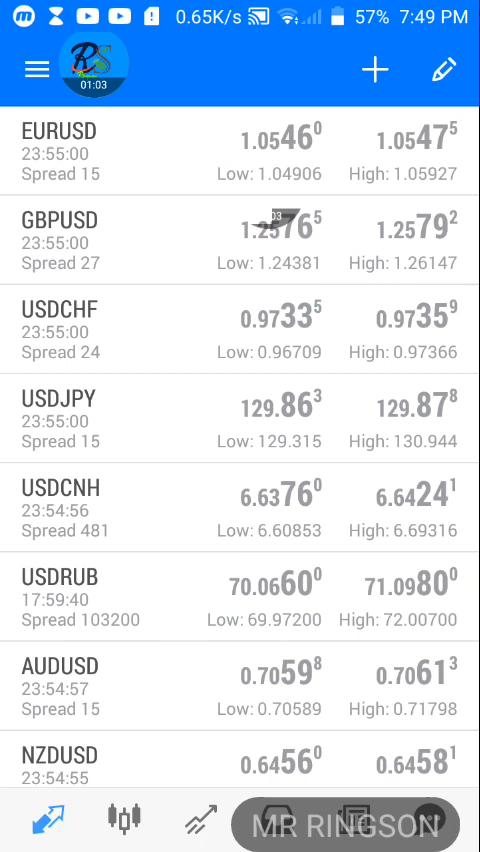 0.65K/s 57% 7:49 PM
RS
01:03
EURUSD
23:55:00
Spread 15
1.05460 1.05475
Low: 1.04906 High: 1.05927
GBPUSD
23:55:00
Spread 27
1.25765 1.25792
Low: 1.24381 High: 1.26147
USDCHF
23:55:00
Spread 24
0.97335 0.97359
Low: 0.96709 High: 0.97366
USDJPY
23:55:00
Spread 15
129.863 129.878
Low: 129.315 High: 130.944
USDCNH
23:54:56
Spread 481
6.63760 6.64241
Low: 6.60853 High: 6.69316
USDRUB
17:59:40
Spread 103200
70.06600 71.09800
Low: 69.97200 High: 72.00700
AUDUSD
23:54:57
Spread 15
0.70598 0.70613
Low: 0.70589 High: 0.71798
NZDUSD
23:54:55
0.64560 0.64581
MR RINGSON